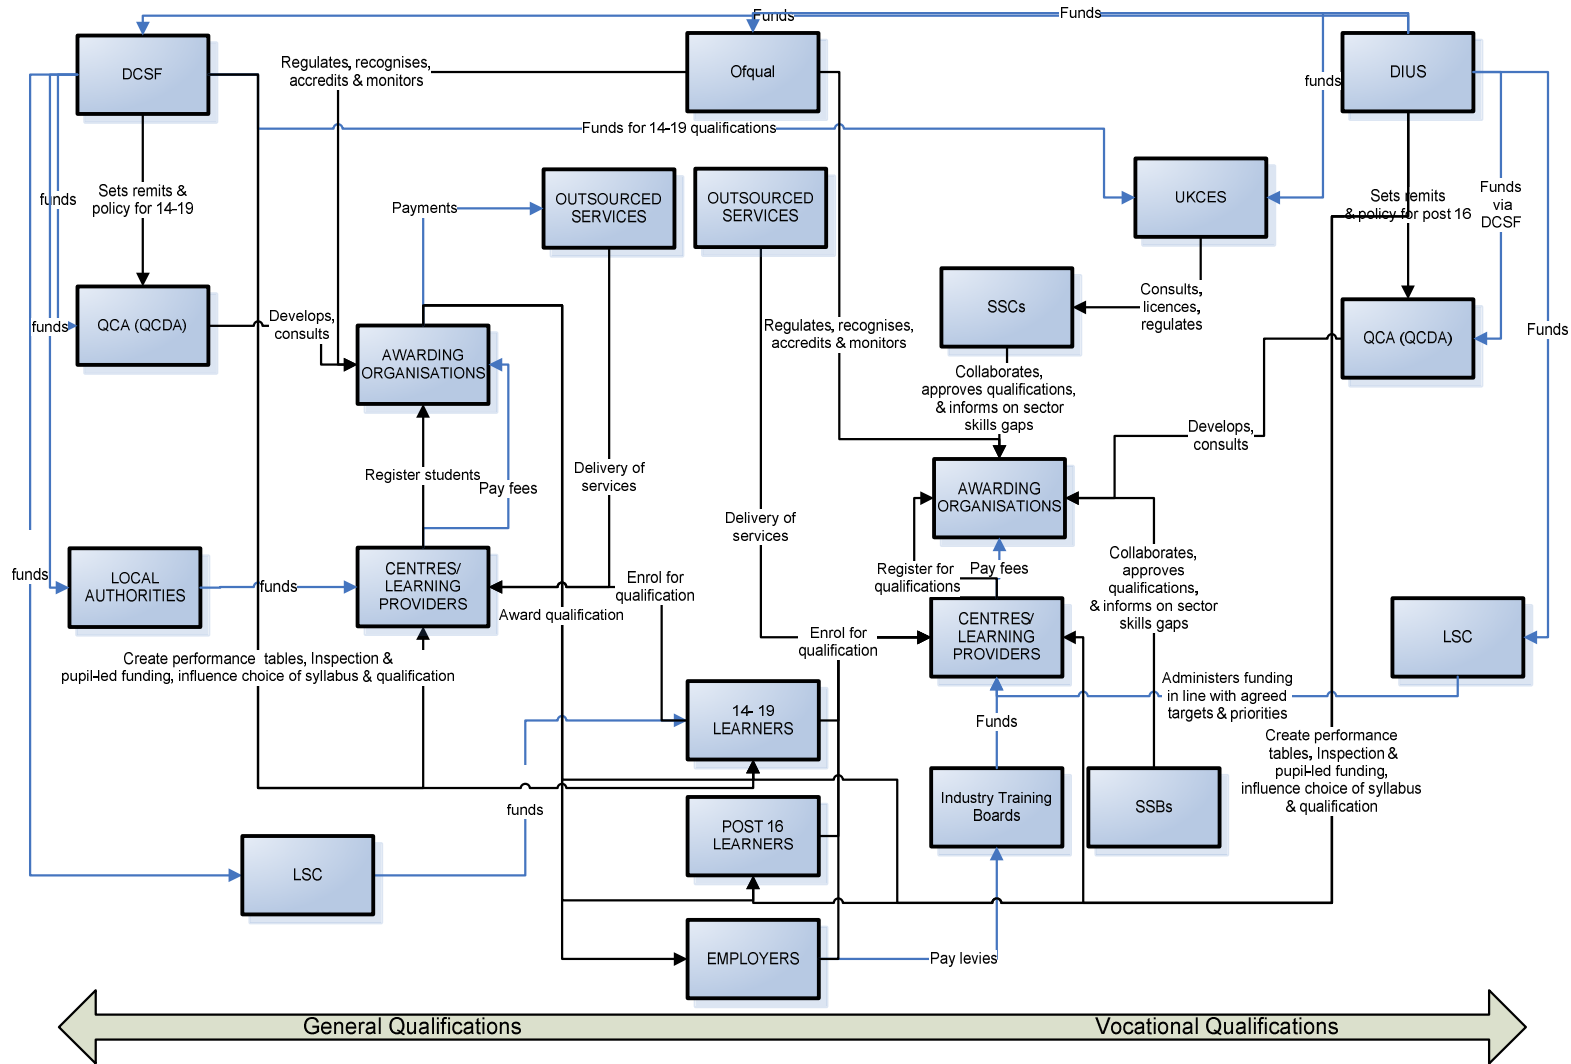 Funds
Funds
DCSF
Regulates, recognises,
accredits & monitors
Ofqual
funds
DIUS
Funds for 14-19 qualifications
funds
Sets remits &
policy for 14-19
Payments
OUTSOURCED
SERVICES
OUTSOURCED
SERVICES
UKCES
Sets remits
& policy for post 16
Funds
via
DCSF
funds
QCA (QCDA)
Develops,
consults
AWARDING
ORGANISATIONS
Regulates, recognises,
accredits & monitors
SSCs
Consults,
licences,
regulates
QCA (QCDA)
Funds
Collaborates,
approves qualifications,
& informs on sector
skills gaps
Develops,
consults
Register students
Pay fees
Delivery of
services
Delivery of
services
AWARDING
ORGANISATIONS
funds
LOCAL
AUTHORITIES
funds
CENTRES/
LEARNING
PROVIDERS
Enrol for
qualification
Award qualification
Register for
qualifications
Pay fees
Collaborates,
approves
qualifications,
& informs on sector
skills gaps
Create performance tables, Inspection &
pupil-led funding, influence choice of syllabus & qualification
Enrol for
qualification
CENTRES/
LEARNING
PROVIDERS
LSC
14- 19
LEARNERS
Funds
Administers funding
in line with agreed
targets & priorities
Create performance
tables, Inspection &
pupil-led funding,
influence choice of syllabus
& qualification
funds
POST 16
LEARNERS
Industry Training
Boards
SSBs
LSC
EMPLOYERS
Pay levies
General Qualifications
Vocational Qualifications